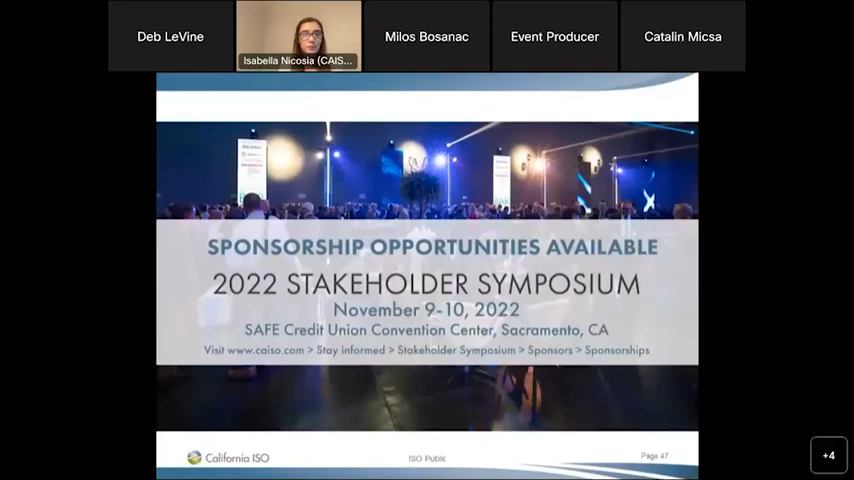 Deb LeVine
Isabella Nicosia (CAIS...
Milos Bosanac
Event Producer
Catalin Micsa
SPONSORSHIP OPPORTUNITIES AVAILABLE
2022 STAKEHOLDER SYMPOSIUM
November 9-10, 2022
SAFE Credit Union Convention Center, Sacramento, CA
Visit www.caiso.com > Stay informed > Stakeholder Symposium > Sponsors > Sponsorships
California ISO
ISO Public
Page 47
+4